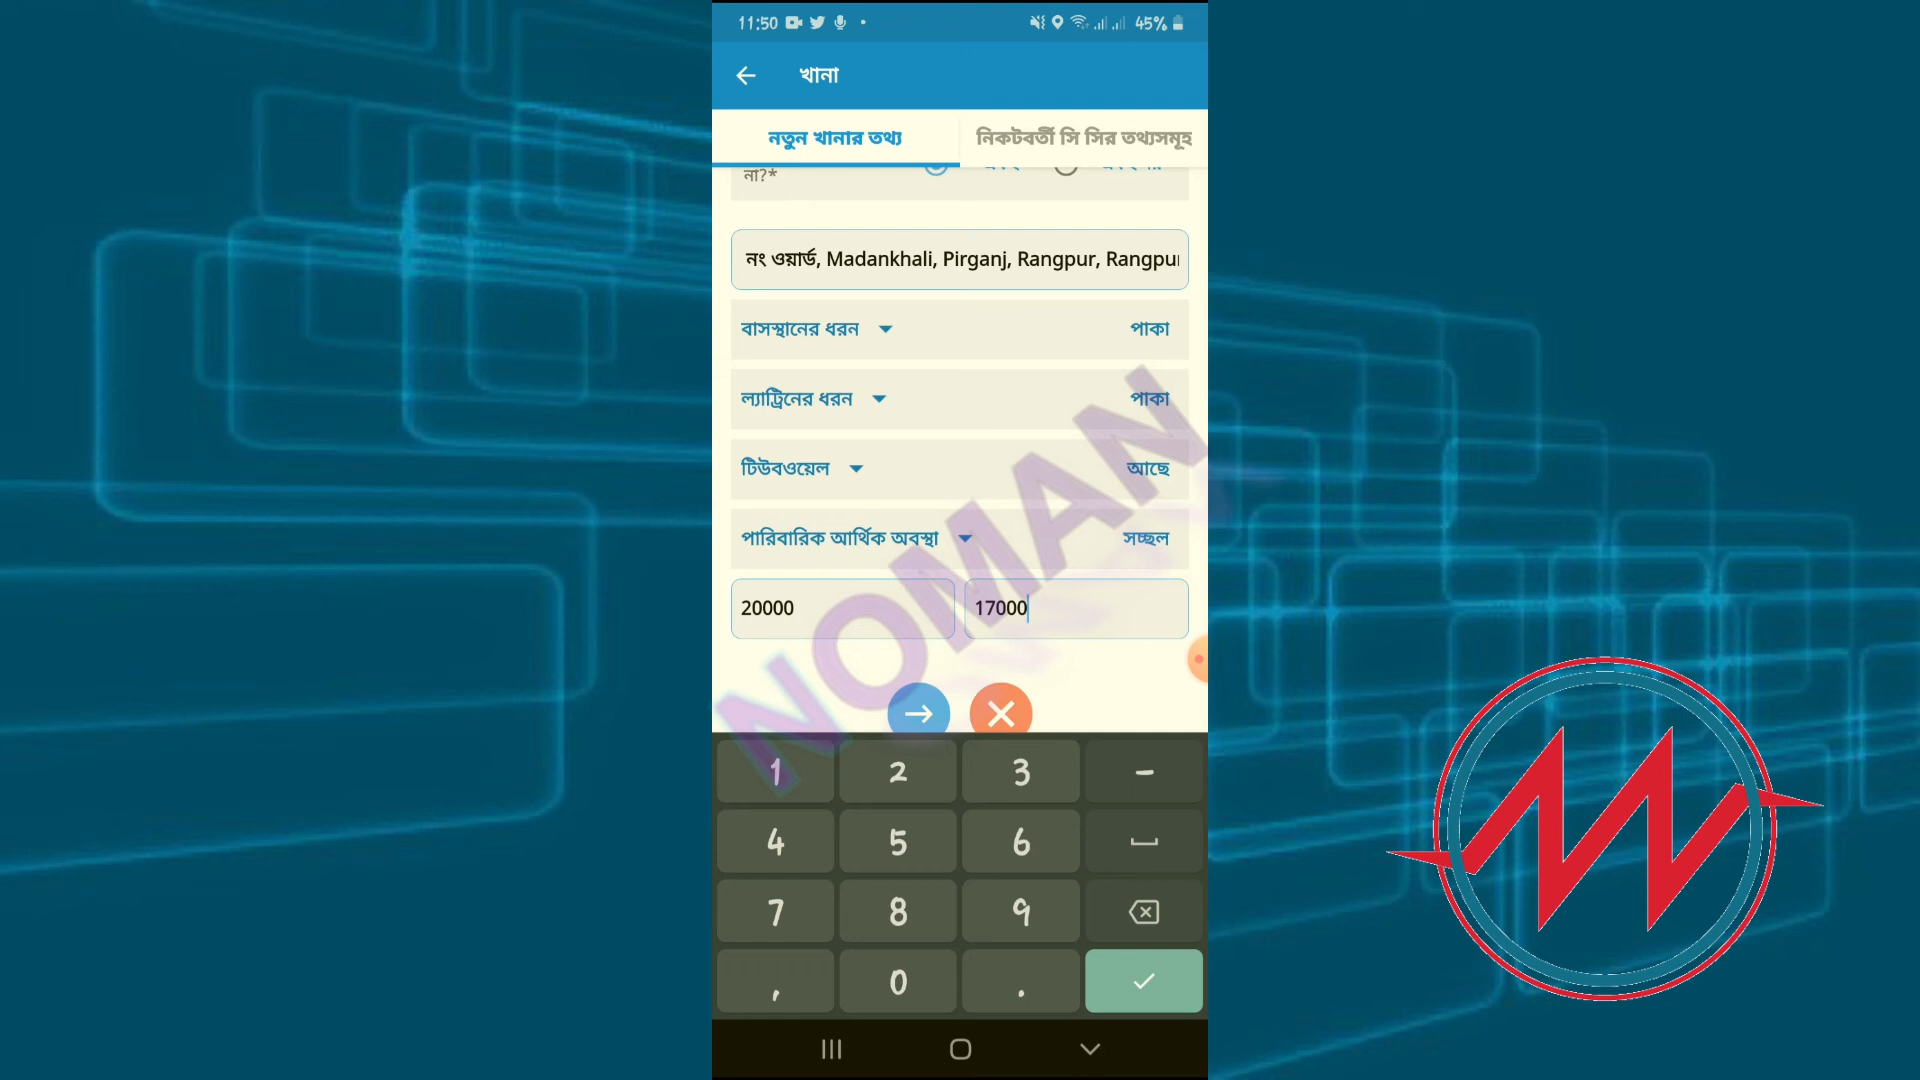 11:50 45%
খানা
নতুন খানার তথ্য নিকটবর্তী সি সির তথ্যসমূহ
না?*
নং ওয়ার্ড, Madankhali, Pirganj, Rangpur, Rangpur
বাসস্থানের ধরন পাকা
ল্যাট্রিনের ধরন পাকা
টিউবওয়েল আছে
পারিবারিক আর্থিক অবস্থা সচ্ছল
20000 17000
NOMAN
1 2 3 -
4 5 6
7 8 9
, 0 .